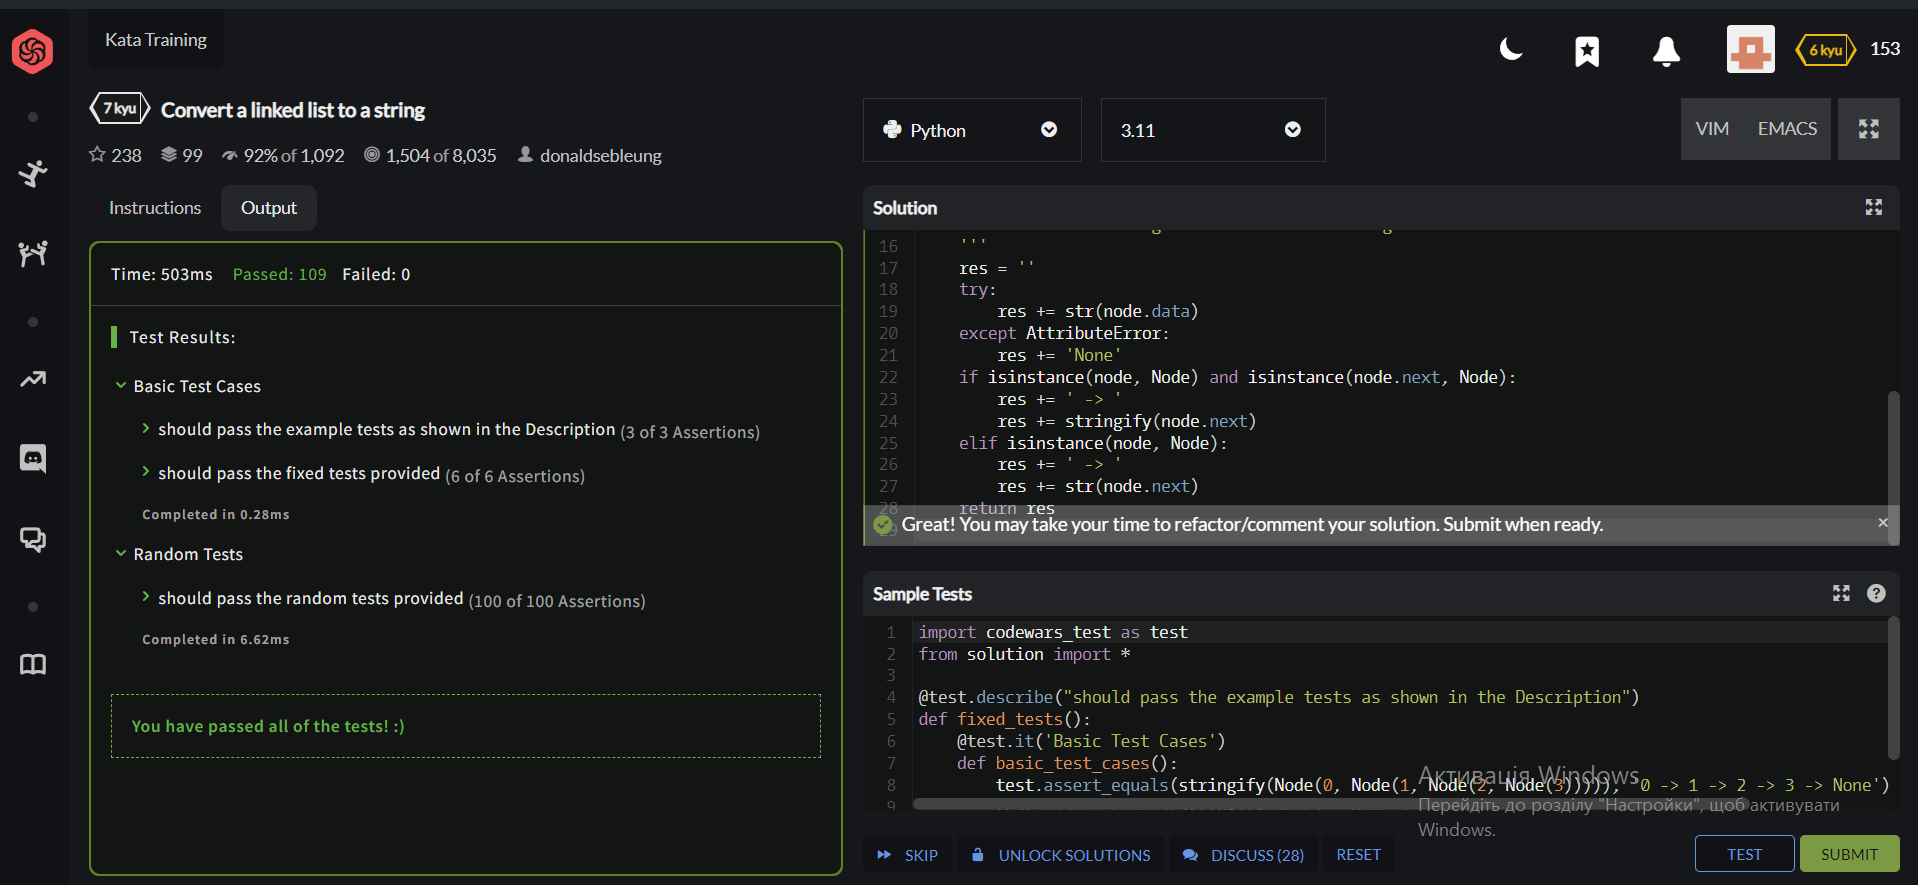 Kata Training
6 kyu
153
7 kyu
Convert a linked list to a string
238
99
92% of 1,092
1,504 of 8,035
donaldsebleung
Instructions
Output
Time: 503ms Passed: 109 Failed: 0
Test Results:
Basic Test Cases
should pass the example tests as shown in the Description (3 of 3 Assertions)
should pass the fixed tests provided (6 of 6 Assertions)
Completed in 0.28ms
Random Tests
should pass the random tests provided (100 of 100 Assertions)
Completed in 6.62ms
You have passed all of the tests! :)
Python
3.11
VIM
EMACS
Solution
16 '''
17 res = ''
18 try:
19 res += str(node.data)
20 except AttributeError:
21 res += 'None'
22 if isinstance(node, Node) and isinstance(node.next, Node):
23 res += ' -> '
24 res += stringify(node.next)
25 elif isinstance(node, Node):
26 res += ' -> '
27 res += str(node.next)
28 return res
29
Great! You may take your time to refactor/comment your solution. Submit when ready.
Sample Tests
1 import codewars_test as test
2 from solution import *
3
4 @test.describe("should pass the example tests as shown in the Description")
5 def fixed_tests():
6 @test.it('Basic Test Cases')
7 def basic_test_cases():
8 test.assert_equals(stringify(Node(0, Node(1, Node(2, Node(3))))), '0 -> 1 -> 2 -> 3 -> None')
9
Активація Windows
Перейдіть до розділу "Настройки", щоб активувати
Windows.
SKIP
UNLOCK SOLUTIONS
DISCUSS (28)
RESET
TEST
SUBMIT